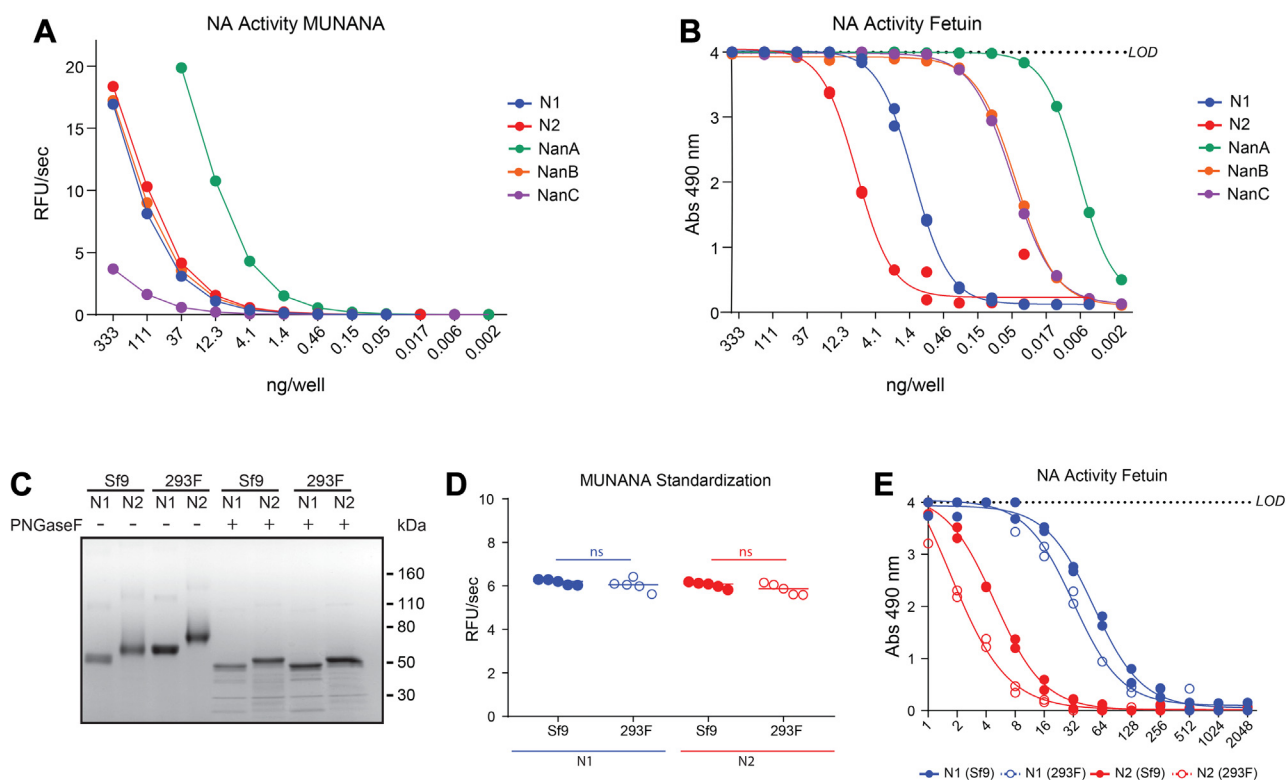 A
NA Activity MUNANA
RFU/sec
20
15
10
5
0
333
111
37
12.3
4.1
1.4
0.46
0.15
0.05
0.017
0.006
0.002
ng/well
N1
N2
NanA
NanB
NanC
B
NA Activity Fetuin
Abs 490 nm
4
3
2
1
0
LOD
333
111
37
12.3
4.1
1.4
0.46
0.15
0.05
0.017
0.006
0.002
ng/well
N1
N2
NanA
NanB
NanC
C
Sf9 293F Sf9 293F
N1 N2 N1 N2 N1 N2 N1 N2
PNGaseF - - - - + + + + kDa
160
110
80
50
30
D
MUNANA Standardization
RFU/sec
10
8
6
4
2
0
ns
ns
Sf9 293F Sf9 293F
N1 N2
E
NA Activity Fetuin
Abs 490 nm
4
3
2
1
0
LOD
1
2
4
8
16
32
64
128
256
512
1024
2048
N1 (Sf9) N1 (293F) N2 (Sf9) N2 (293F)